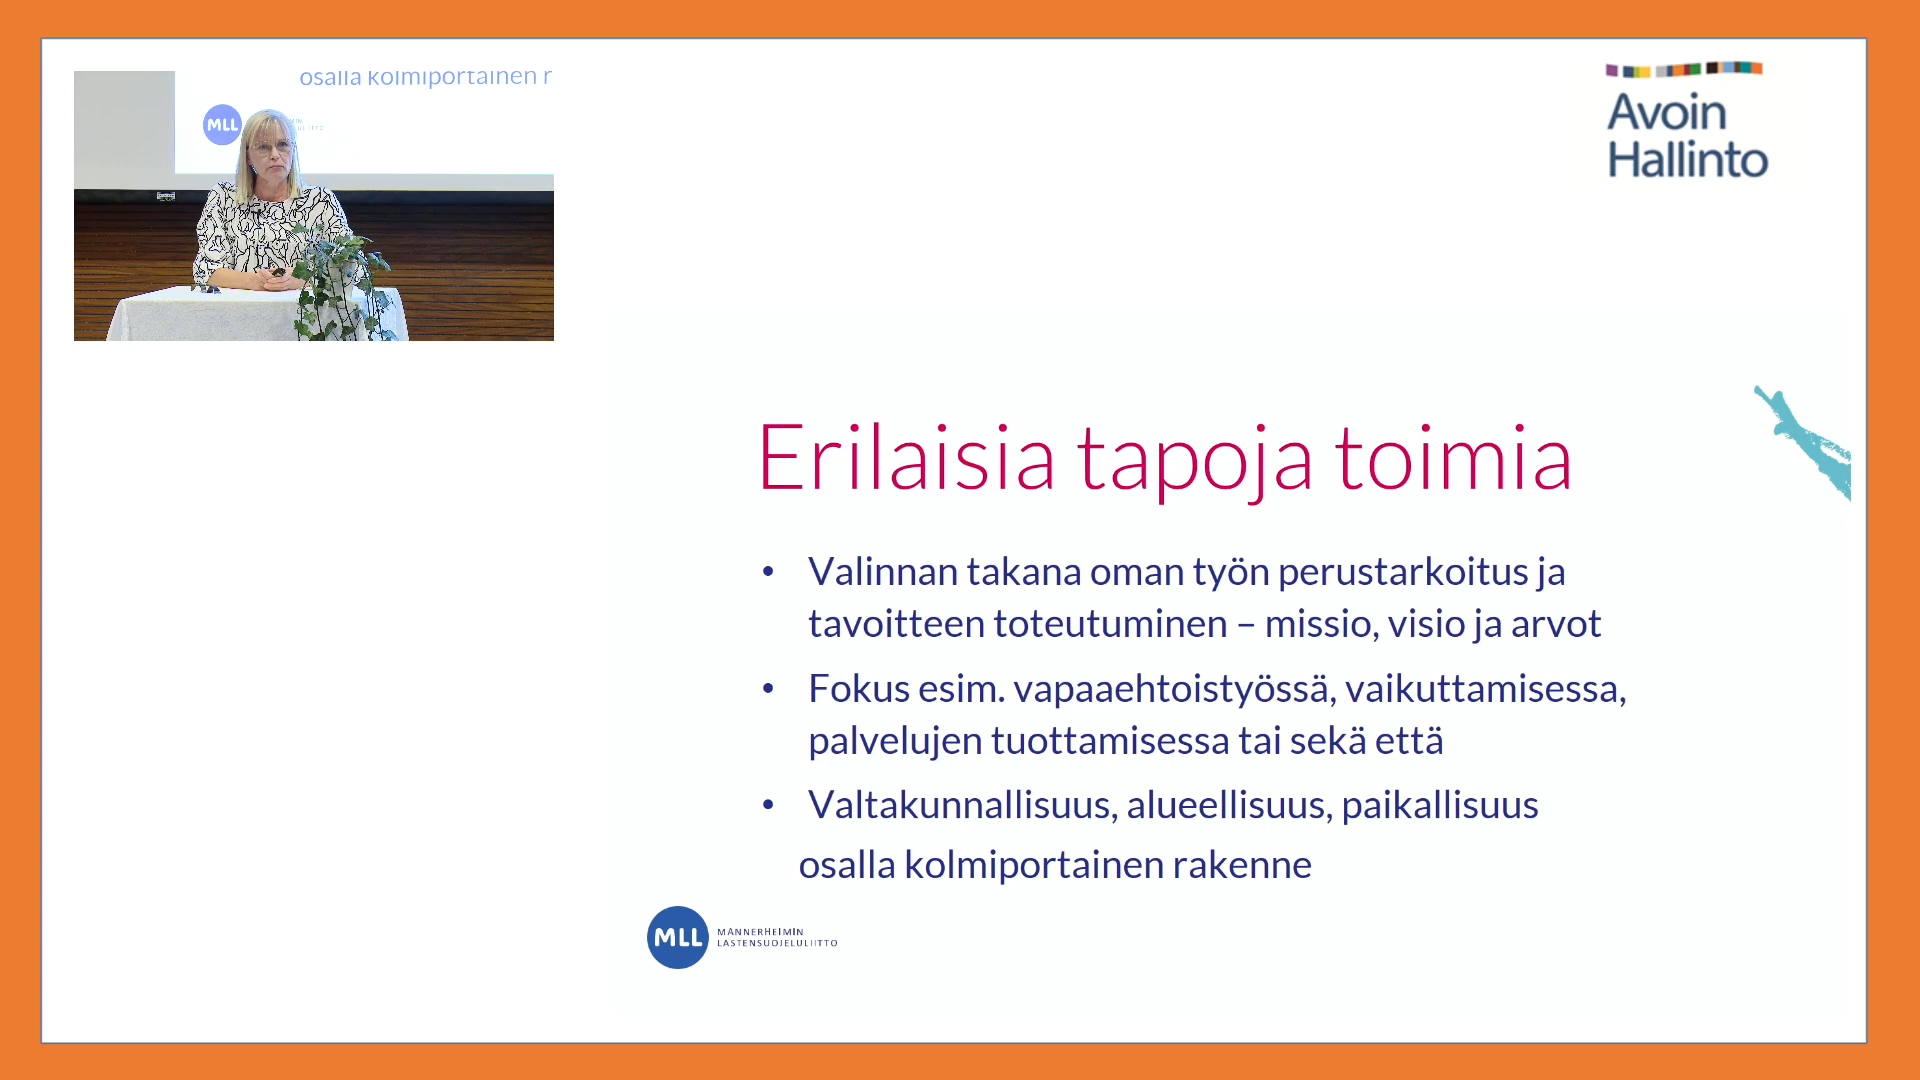 osalla kolmiportainen r
MLL
Avoin
Hallinto
Erilaisia tapoja toimia
• Valinnan takana oman työn perustarkoitus ja
tavoitteen toteutuminen – missio, visio ja arvot
• Fokus esim. vapaaehtoistyössä, vaikuttamisessa,
palvelujen tuottamisessa tai sekä että
• Valtakunnallisuus, alueellisuus, paikallisuus
osalla kolmiportainen rakenne
MLL
MANNERHEIMIN
LASTENSUOJELULIITTO